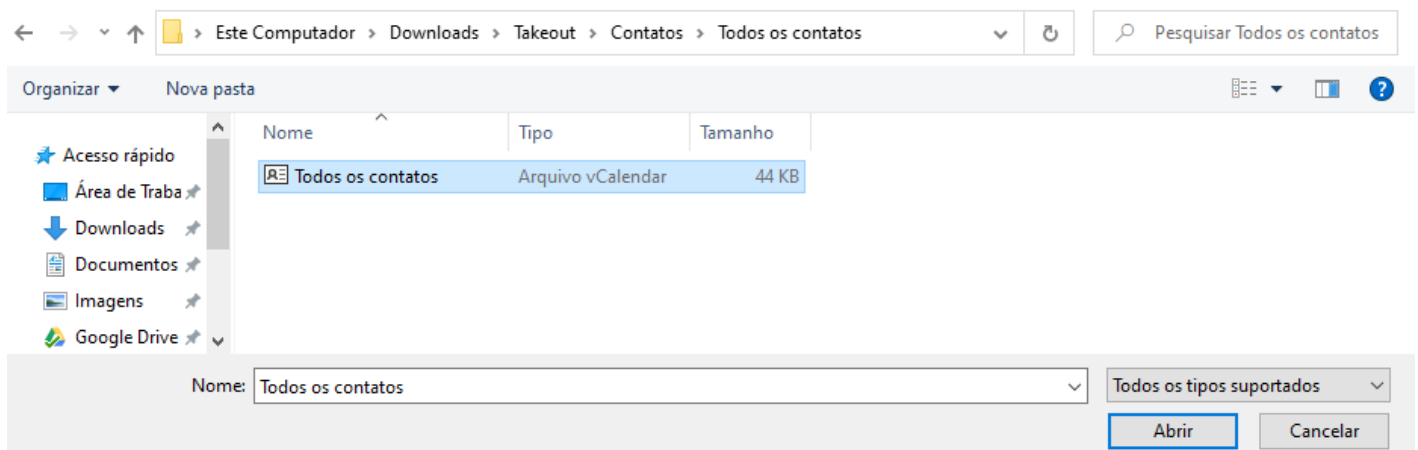 Este Computador > Downloads > Takeout > Contatos > Todos os contatos
Pesquisar Todos os contatos
Organizar
Nova pasta
Nome
Tipo
Tamanho
Acesso rápido
Área de Traba
Downloads
Documentos
Imagens
Google Drive
Todos os contatos
Arquivo vCalendar
44 KB
Nome:
Todos os contatos
Todos os tipos suportados
Abrir
Cancelar